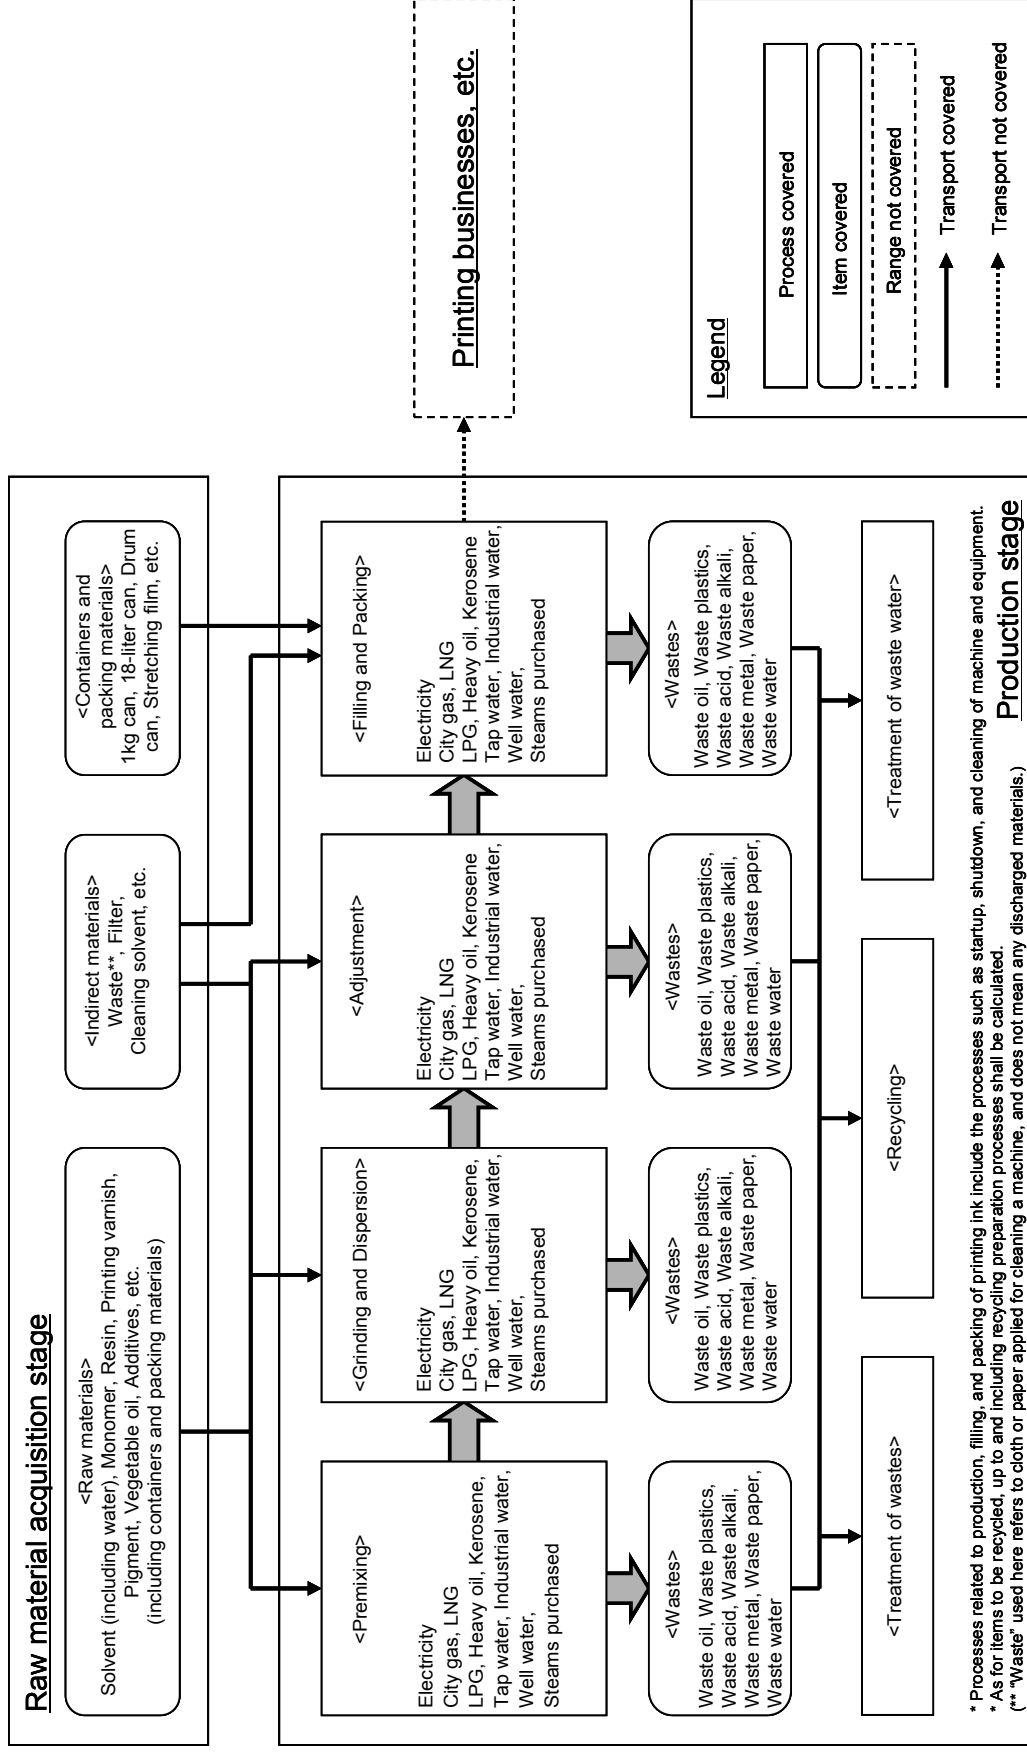 Raw material acquisition stage
<Raw materials>
Solvent (including water), Monomer, Resin, Printing varnish,
Pigment, Vegetable oil, Additives, etc.
(including containers and packing materials)
<Indirect materials>
Waste**, Filter,
Cleaning solvent, etc.
<Containers and
packing materials>
1kg can, 18-liter can, Drum
can, Stretching film, etc.
<Premixing>
Electricity
City gas, LNG
LPG, Heavy oil, Kerosene,
Tap water, Industrial water,
Well water,
Steams purchased
<Grinding and Dispersion>
Electricity
City gas, LNG
LPG, Heavy oil, Kerosene,
Tap water, Industrial water,
Well water,
Steams purchased
<Adjustment>
Electricity
City gas, LNG
LPG, Heavy oil, Kerosene
Tap water, Industrial water,
Well water,
Steams purchased
<Filling and Packing>
Electricity
City gas, LNG
LPG, Heavy oil, Kerosene
Tap water, Industrial water,
Well water,
Steams purchased
Printing businesses, etc.
<Wastes>
Waste oil, Waste plastics,
Waste acid, Waste alkali,
Waste metal, Waste paper,
Waste water
<Wastes>
Waste oil, Waste plastics,
Waste acid, Waste alkali,
Waste metal, Waste paper,
Waste water
<Wastes>
Waste oil, Waste plastics,
Waste acid, Waste alkali,
Waste metal, Waste paper,
Waste water
<Wastes>
Waste oil, Waste plastics,
Waste acid, Waste alkali,
Waste metal, Waste paper,
Waste water
<Treatment of wastes>
<Recycling>
<Treatment of waste water>
* Processes related to production, filling, and packing of printing ink include the processes such as startup, shutdown, and cleaning of machine and equipment.
* As for items to be recycled, up to and including recycling preparation processes shall be calculated.
(** "Waste" used here refers to cloth or paper applied for cleaning a machine, and does not mean any discharged materials.)
Production stage
Legend
Process covered
Item covered
Range not covered
Transport covered
Transport not covered